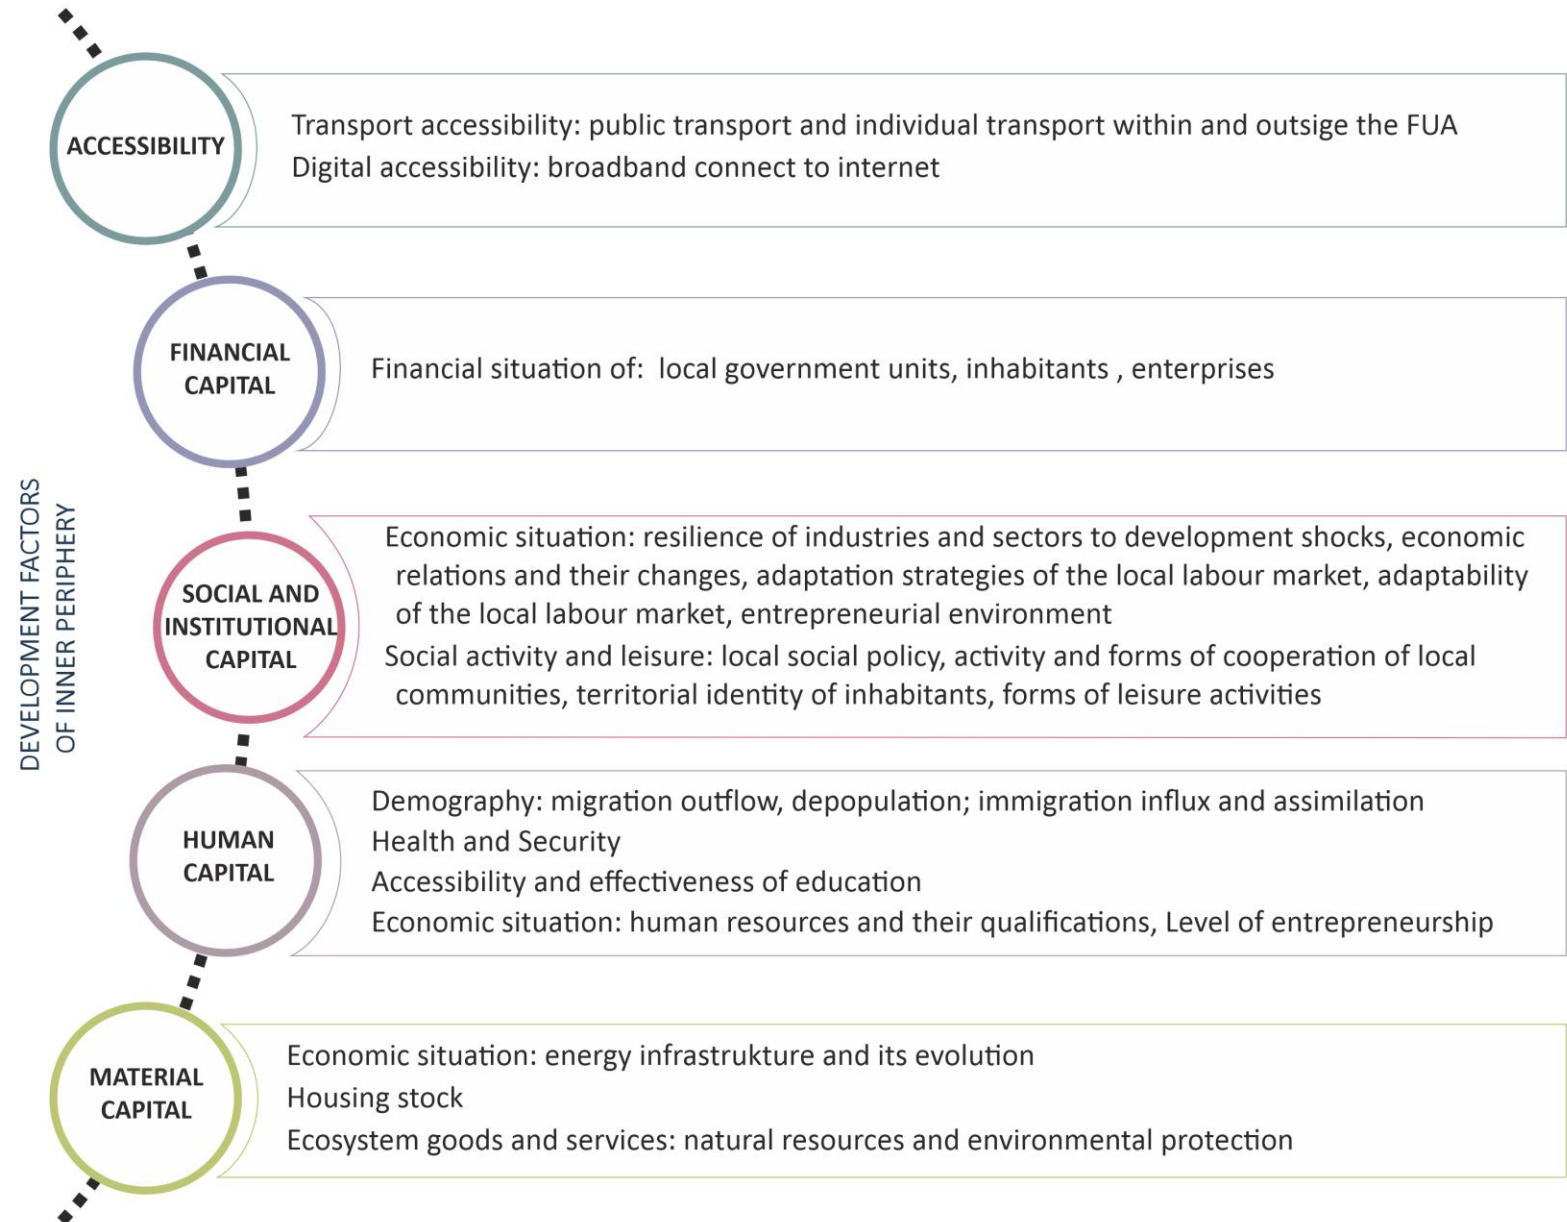 ACCESSIBILITY
Transport accessibility: public transport and individual transport within and outsige the FUA
Digital accessibility: broadband connect to internet
FINANCIAL
CAPITAL
Financial situation of: local government units, inhabitants , enterprises
DEVELOPMENT FACTORS
OF INNER PERIPHERY
SOCIAL AND
INSTITUTIONAL
CAPITAL
Economic situation: resilience of industries and sectors to development shocks, economic
relations and their changes, adaptation strategies of the local labour market, adaptability
of the local labour market, entrepreneurial environment
Social activity and leisure: local social policy, activity and forms of cooperation of local
communities, territorial identity of inhabitants, forms of leisure activities
HUMAN
CAPITAL
Demography: migration outflow, depopulation; immigration influx and assimilation
Health and Security
Accessibility and effectiveness of education
Economic situation: human resources and their qualifications, Level of entrepreneurship
MATERIAL
CAPITAL
Economic situation: energy infrastrukture and its evolution
Housing stock
Ecosystem goods and services: natural resources and environmental protection